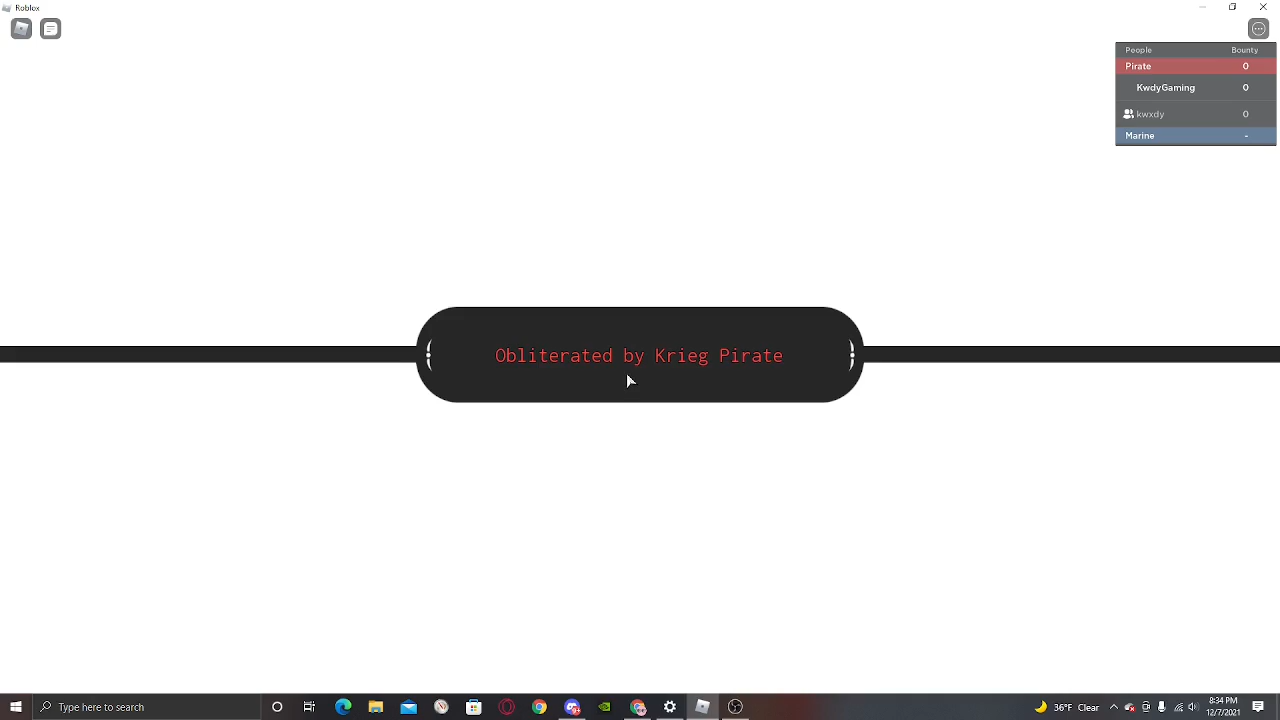 Roblox
People Bounty
Pirate 0
KwdyGaming 0
kwxdy 0
Marine -
Obliterated by Krieg Pirate
Type here to search
36°F Clear
8:34 PM
12/7/2021